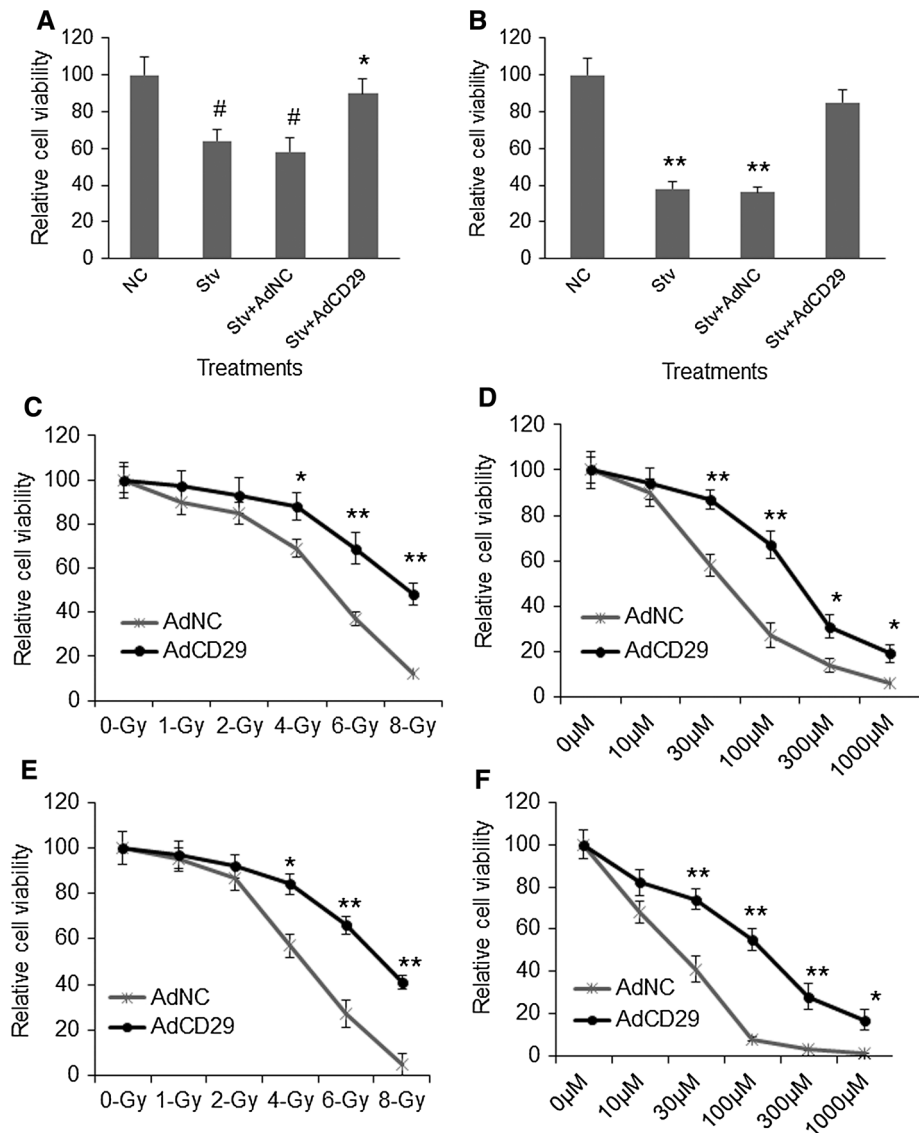 A
Relative cell viability
120
100
80
60
40
20
0
#
#
*
NC
Stv
Stv+AdNC
Stv+AdCD29
Treatments
B
Relative cell viability
120
100
80
60
40
20
0
**
**
NC
Stv
Stv+AdNC
Stv+AdCD29
Treatments
C
Relative cell viability
120
100
80
60
40
20
0
*
**
**
AdNC
AdCD29
0-Gy 1-Gy 2-Gy 4-Gy 6-Gy 8-Gy
D
Relative cell viability
120
100
80
60
40
20
0
**
**
*
*
AdNC
AdCD29
0µM 10µM 30µM 100µM 300µM 1000µM
E
Relative cell viability
120
100
80
60
40
20
0
*
**
**
AdNC
AdCD29
0-Gy 1-Gy 2-Gy 4-Gy 6-Gy 8-Gy
F
Relative cell viability
120
100
80
60
40
20
0
**
**
**
*
AdNC
AdCD29
0µM 10µM 30µM 100µM 300µM 1000µM